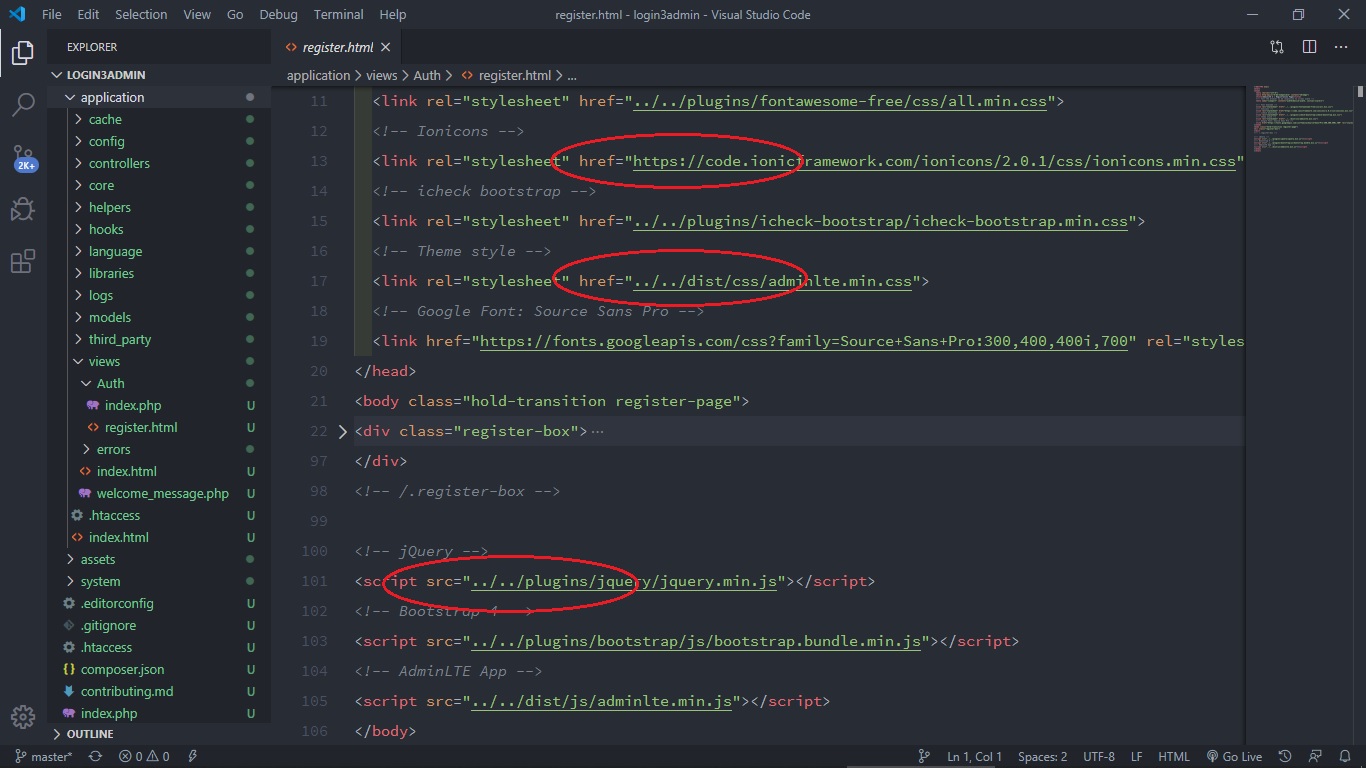 File Edit Selection View Go Debug Terminal Help
register.html - login3admin - Visual Studio Code
EXPLORER
LOGIN3ADMIN
application
cache
config
controllers
core
helpers
hooks
language
libraries
logs
models
third_party
views
Auth
index.php U
register.html U
errors
index.html U
welcome_message.php U
.htaccess U
index.html U
assets
system
.editorconfig U
.gitignore U
.htaccess U
composer.json U
contributing.md U
index.php U
OUTLINE
2K+
register.html
application > views > Auth > register.html > ...
11 <link rel="stylesheet" href="../../plugins/fontawesome-free/css/all.min.css">
12 <!-- Ionicons -->
13 <link rel="stylesheet" href="https://code.ionicframework.com/ionicons/2.0.1/css/ionicons.min.css"
14 <!-- icheck bootstrap -->
15 <link rel="stylesheet" href="../../plugins/icheck-bootstrap/icheck-bootstrap.min.css">
16 <!-- Theme style -->
17 <link rel="stylesheet" href="../../dist/css/adminlte.min.css">
18 <!-- Google Font: Source Sans Pro -->
19 <link href="https://fonts.googleapis.com/css?family=Source+Sans+Pro:300,400,400i,700" rel="styles
20 </head>
21 <body class="hold-transition register-page">
22 <div class="register-box">…
97 </div>
98 <!-- /.register-box -->
99
100 <!-- jQuery -->
101 <script src="../../plugins/jquery/jquery.min.js"></script>
102 <!-- Bootstrap 4 -->
103 <script src="../../plugins/bootstrap/js/bootstrap.bundle.min.js"></script>
104 <!-- AdminLTE App -->
105 <script src="../../dist/js/adminlte.min.js"></script>
106 </body>
master* 0 0 Ln 1, Col 1 Spaces: 2 UTF-8 LF HTML Go Live